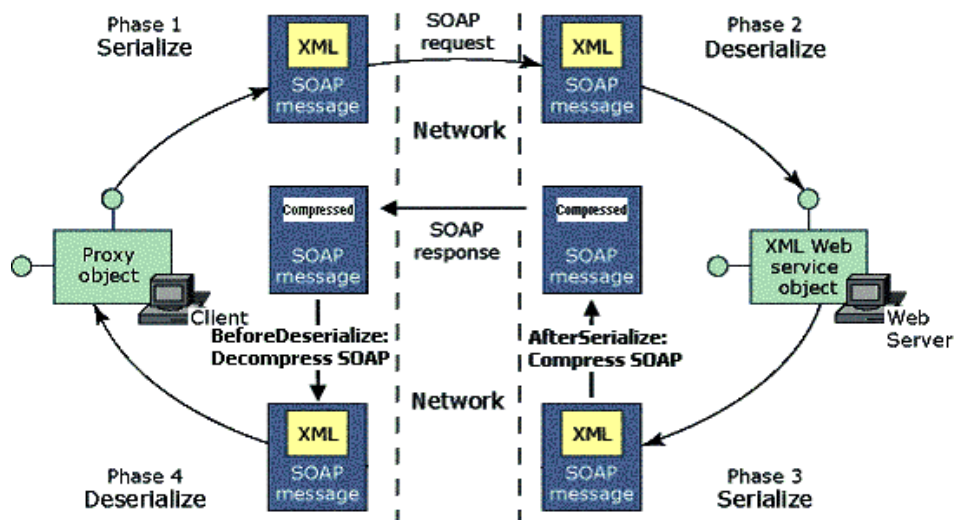 Phase 1
Serialize
XML
SOAP
message
SOAP
request
XML
SOAP
message
Phase 2
Deserialize
Network
Proxy
object
Client
Compressed
SOAP
message
SOAP
response
Compressed
SOAP
message
XML Web
service
object
Web
Server
BeforeDeserialize:
Decompress SOAP
AfterSerialize:
Compress SOAP
Network
Phase 4
Deserialize
XML
SOAP
message
XML
SOAP
message
Phase 3
Serialize